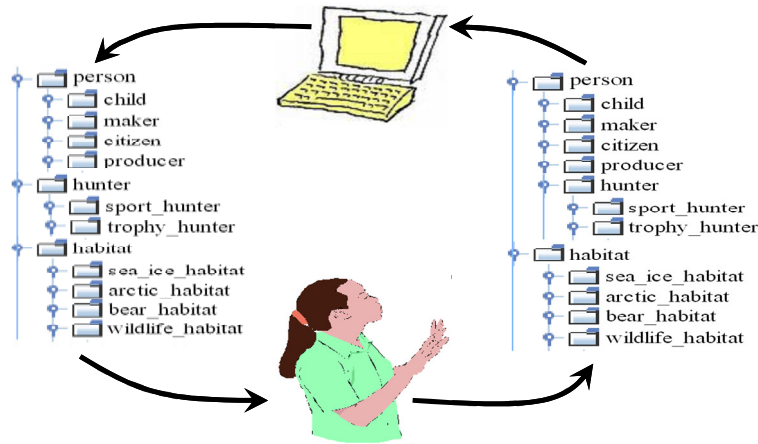 person
child
maker
citizen
producer
hunter
sport_hunter
trophy_hunter
habitat
sea_ice_habitat
arctic_habitat
bear_habitat
wildlife_habitat
person
child
maker
citizen
producer
hunter
sport_hunter
trophy_hunter
habitat
sea_ice_habitat
arctic_habitat
bear_habitat
wildlife_habitat